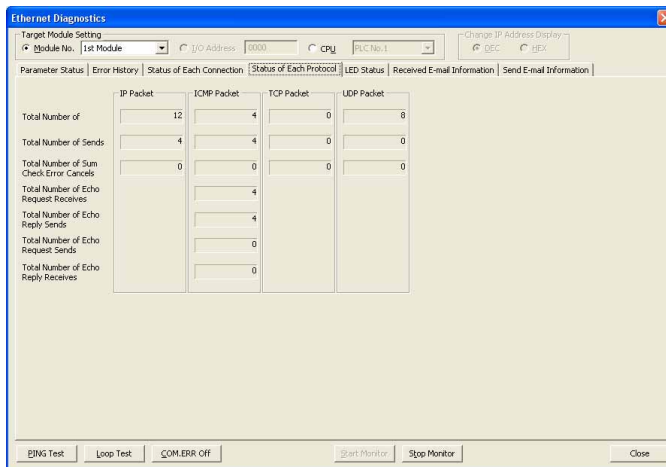 Ethernet Diagnostics
Target Module Setting
Module No. 1st Module I/O Address 0000 CPU PLC No.1
Change IP Address Display
DEC HEX
Parameter Status Error History Status of Each Connection Status of Each Protocol LED Status Received E-mail Information Send E-mail Information
IP Packet ICMP Packet TCP Packet UDP Packet
Total Number of 12 4 0 8
Total Number of Sends 4 4 0 0
Total Number of Sum
Check Error Cancels 0 0 0 0
Total Number of Echo
Request Receives 4
Total Number of Echo
Reply Sends 4
Total Number of Echo
Request Sends 0
Total Number of Echo
Reply Receives 0
PING Test Loop Test COM.ERR Off Start Monitor Stop Monitor Close